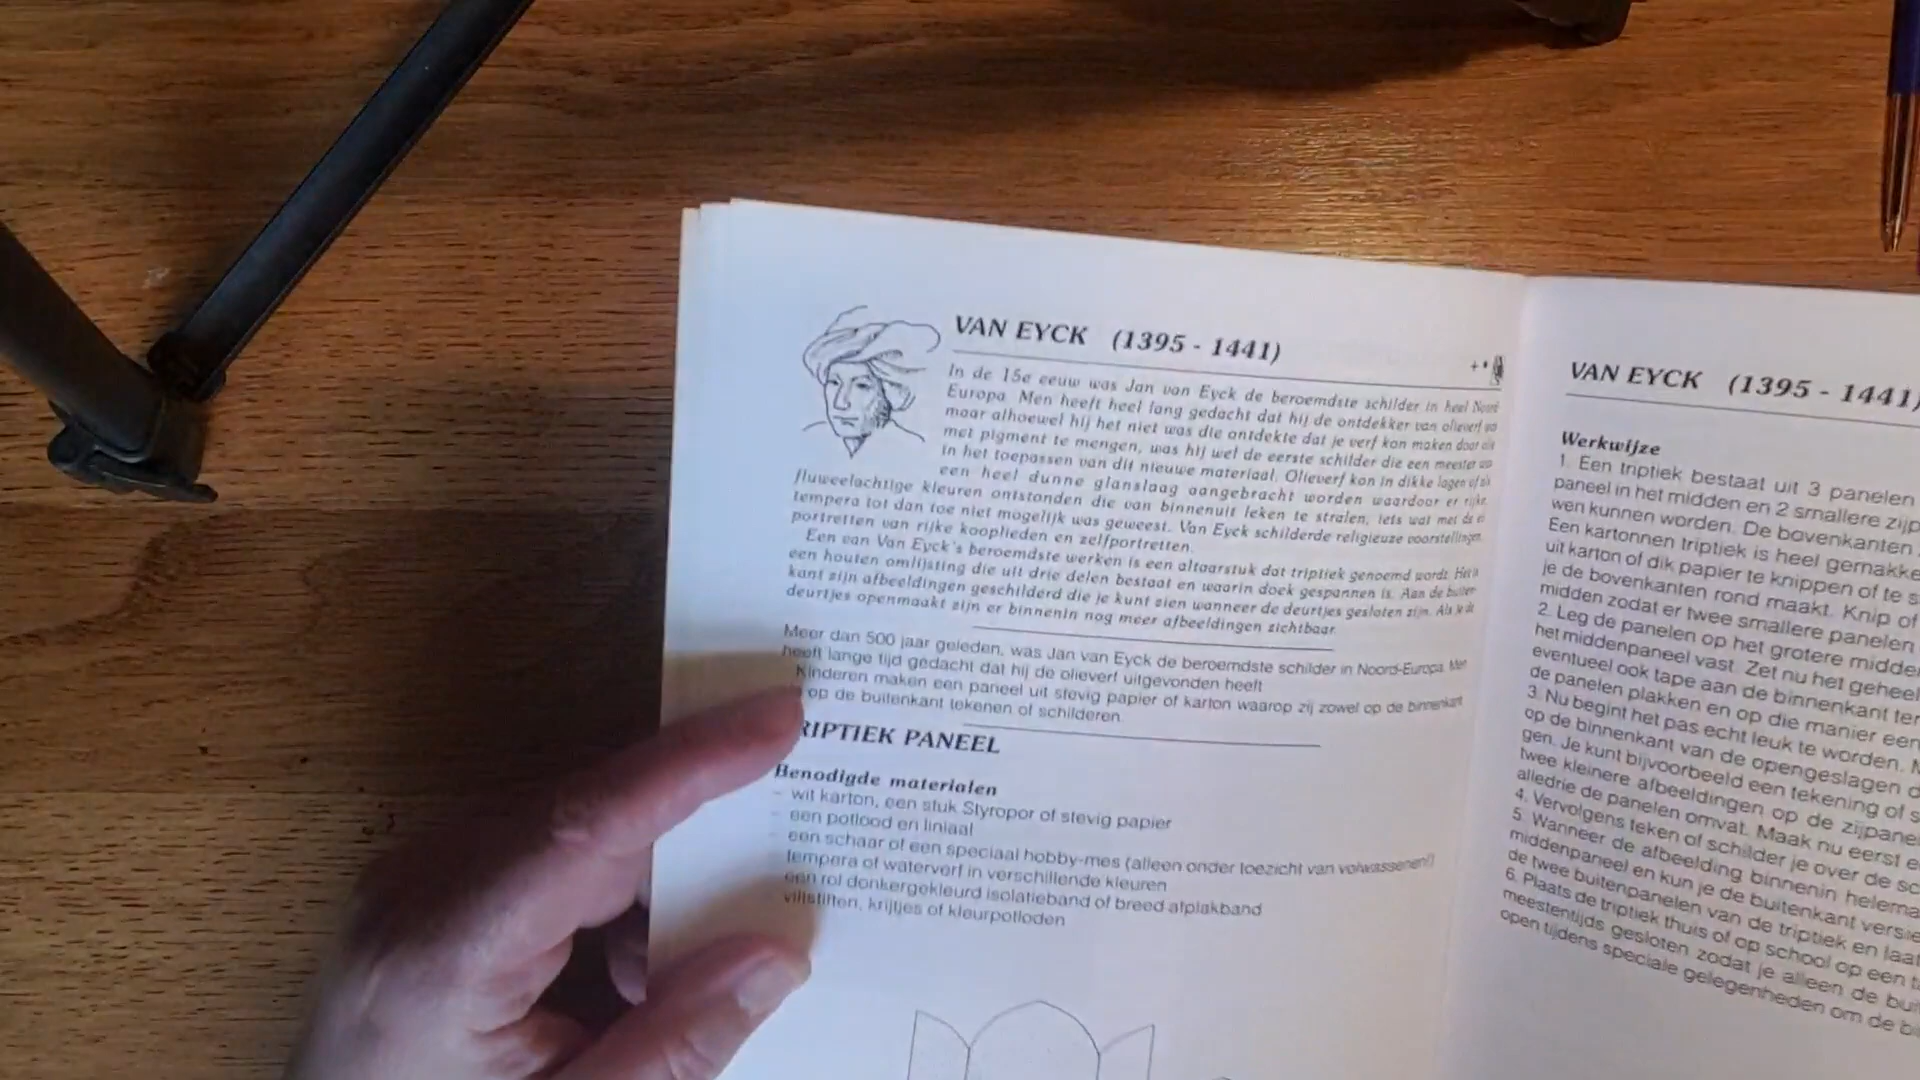 VAN EYCK (1395 - 1441)
In de 15e eeuw was Jan van Eyck de beroemdste schilder in heel Noord-
Europa. Men heeft heel lang gedacht dat hij de ontdekker van olieverf
maar alhoewel hij het niet was die ontdekte dat je verf kan maken door
met pigment te mengen, was hij wel de eerste schilder die een meester
in het toepassen van dit nieuwe materiaal. Olieverf kan in dikke lagen of als
een heel dunne glanslaag aangebracht worden waardoor er rijke,
fluweelachtige kleuren ontstonden die van binnenuit leken te stralen, iets wat met de
tempera tot dan toe niet mogelijk was geweest. Van Eyck schilderde religieuze voorstellingen,
portretten van rijke kooplieden en zelfportretten.
Een van Van Eyck's beroemdste werken is een altaarstuk dat triptiek genoemd wordt. Het is
een houten omlijsting die uit drie delen bestaat en waarin doek gespannen is. Aan de buiten-
kant zijn afbeeldingen geschilderd die je kunt zien wanneer de deurtjes gesloten zijn. Als je de
deurtjes openmaakt zijn er binnenin nog meer afbeeldingen zichtbaar.
Meer dan 500 jaar geleden, was Jan van Eyck de beroemdste schilder in Noord-Europa. Men
heeft lange tijd gedacht dat hij de olieverf uitgevonden heeft
Kinderen maken een paneel uit stevig papier of karton waarop zij zowel op de binnenkant
op de buitenkant tekenen of schilderen.
RIPTIEK PANEEL
Benodigde materialen
- wit karton, een stuk Styropor of stevig papier
- een potlood en liniaal
- een schaar of een speciaal hobby-mes (alleen onder toezicht van volwassenen!)
tempera of waterverf in verschillende kleuren
een rol donkergekleurd isolatieband of breed afplakband
viltstiften, krijtjes of kleurpotloden
VAN EYCK (1395 - 1441)
Werkwijze
1. Een triptiek bestaat uit 3 panelen
paneel in het midden en 2 smallere zijp
wen kunnen worden. De bovenkanten
Een kartonnen triptiek is heel gemakke
uit karton of dik papier te knippen of te s
je de bovenkanten rond maakt. Knip of
midden zodat er twee smallere panelen
2. Leg de panelen op het grotere midde
het middenpaneel vast. Zet nu het geheel
eventueel ook tape aan de binnenkant ter
de panelen plakken en op die manier een
3. Nu begint het pas echt leuk te worden. M
op de binnenkant van de opengeslagen d
gen. Je kunt bijvoorbeeld een tekening of s
twee kleinere afbeeldingen op de zijpane
alledrie de panelen omvat. Maak nu eerst e
4. Vervolgens teken of schilder je over de sc
5. Wanneer de afbeelding binnenin helema
middenpaneel en kun je de buitenkant versie
de twee buitenpanelen van de triptiek en laat
6. Plaats de triptiek thuis of op school op een ta
meestentijds gesloten zodat je alleen de bui
open tijdens speciale gelegenheden om de b